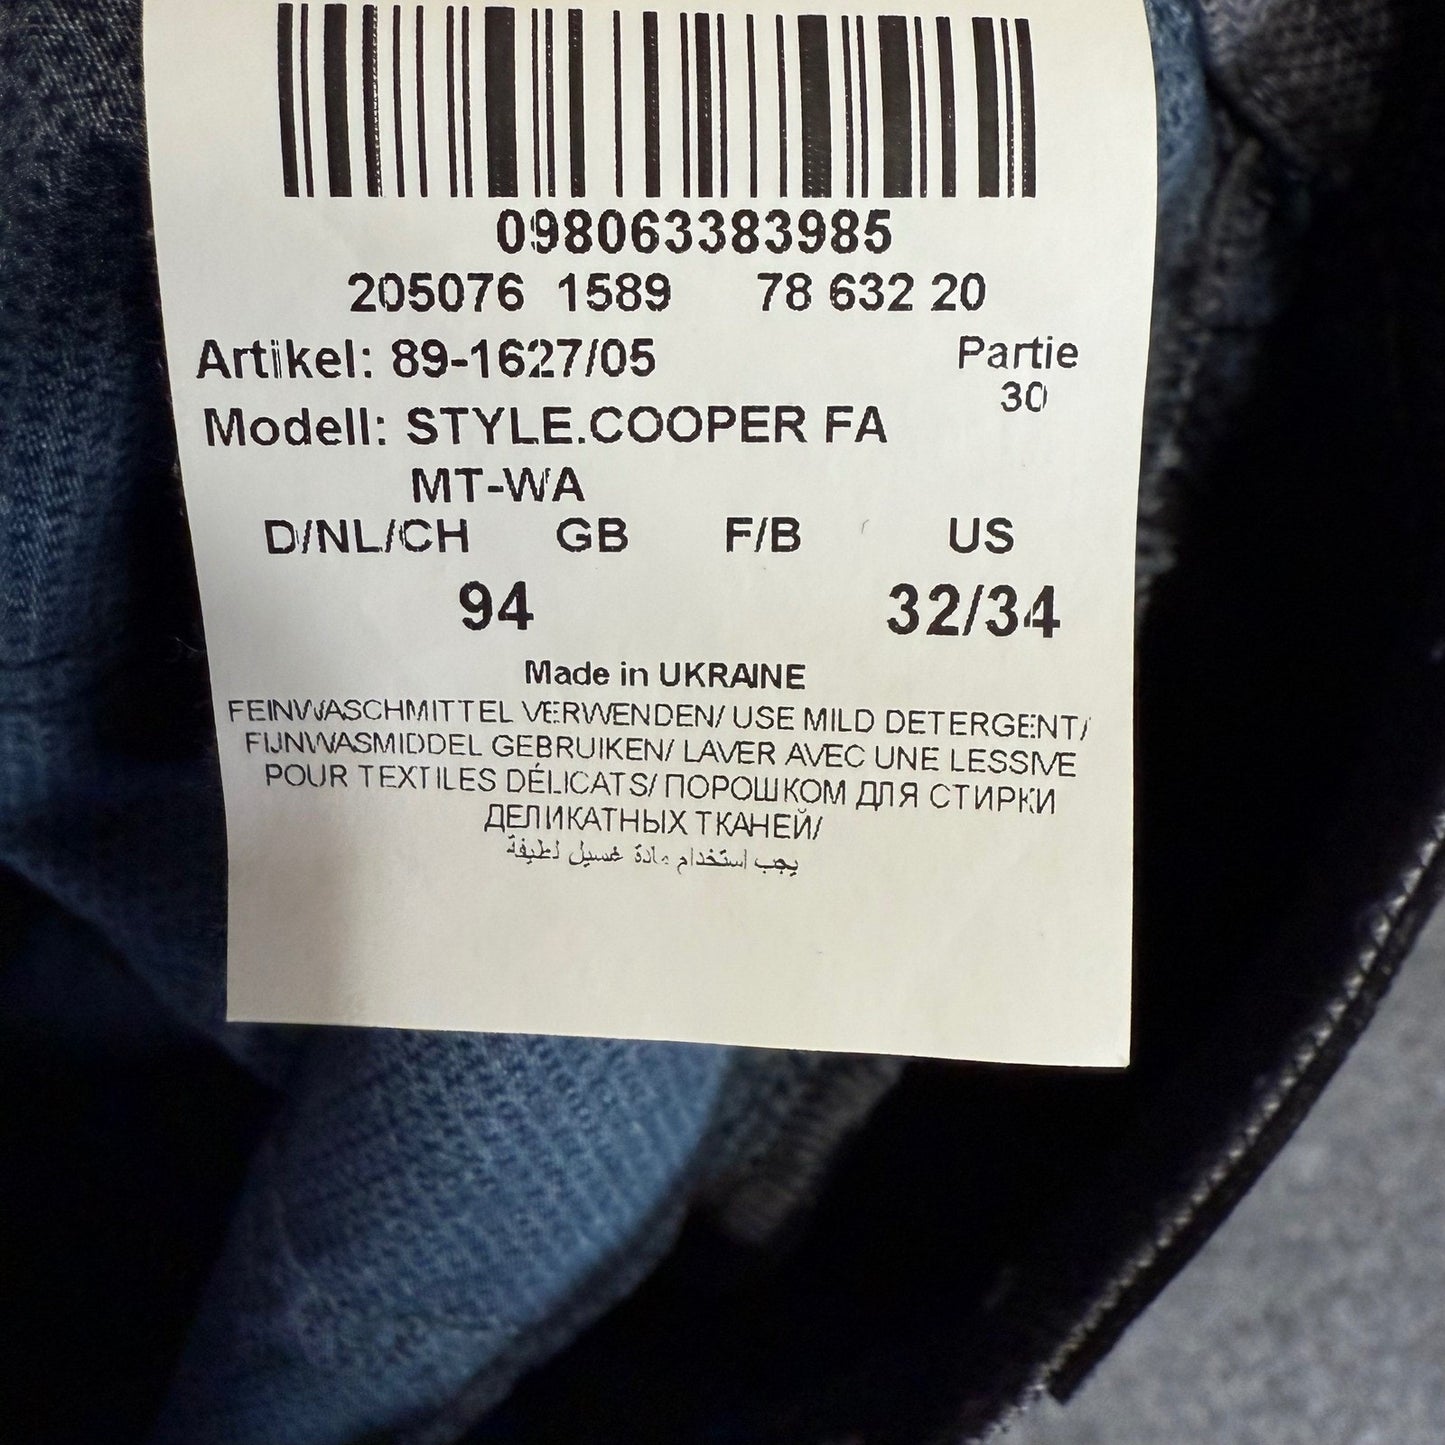 098063383985
205076 1589 78 632 20
Artikel: 89-1627/05 Partie
30
Modell: STYLE.COOPER FA
MT-WA
D/NL/CH GB F/B US
94 32/34
Made in UKRAINE
FEINWASCHMITTEL VERWENDEN/ USE MILD DETERGENT/
FIJNWASMIDDEL GEBRUIKEN/ LAVER AVEC UNE LESSIVE
POUR TEXTILES DÉLICATS/ ПОРОШКОМ ДЛЯ СТИРКИ
ДЕЛИКАТНЫХ ТКАНЕЙ/
يجب استخدام مادة غسيل لطيفة